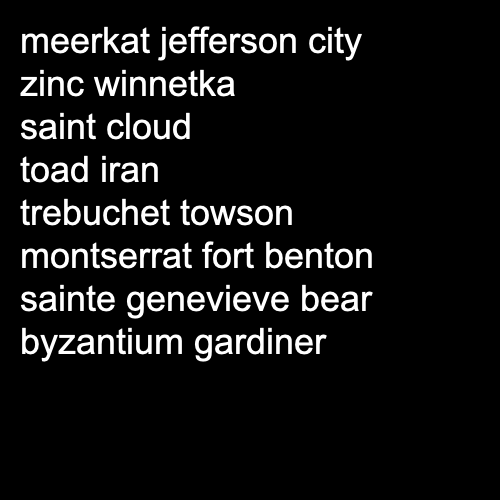 meerkat jefferson city
zinc winnetka
saint cloud
toad iran
trebuchet towson
montserrat fort benton
sainte genevieve bear
byzantium gardiner